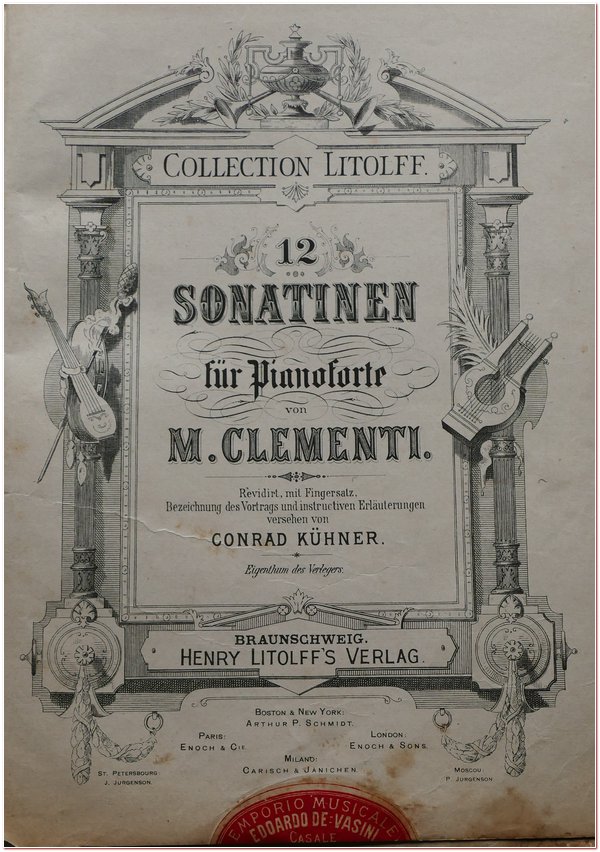 COLLECTION LITOLFF.
12
SONATINEN
für Pianoforte
von
M. CLEMENTI.
Revidirt, mit Fingersatz,
Bezeichnung des Vortrags und instructiven Erläuterungen
versehen von
CONRAD KÜHNER.
Eigenthum des Verlegers.
BRAUNSCHWEIG.
HENRY LITOLFF'S VERLAG.
BOSTON & NEW YORK:
ARTHUR P. SCHMIDT.
PARIS:
ENOCH & CIE.
LONDON:
ENOCH & SONS.
MILANO:
CARISCH & JÄNICHEN.
ST. PETERSBOURG
J. JURGENSON.
MOSCOU:
P. JURGENSON
EMPORIO MUSICALE
EDOARDO DE-VASINI
CASALE